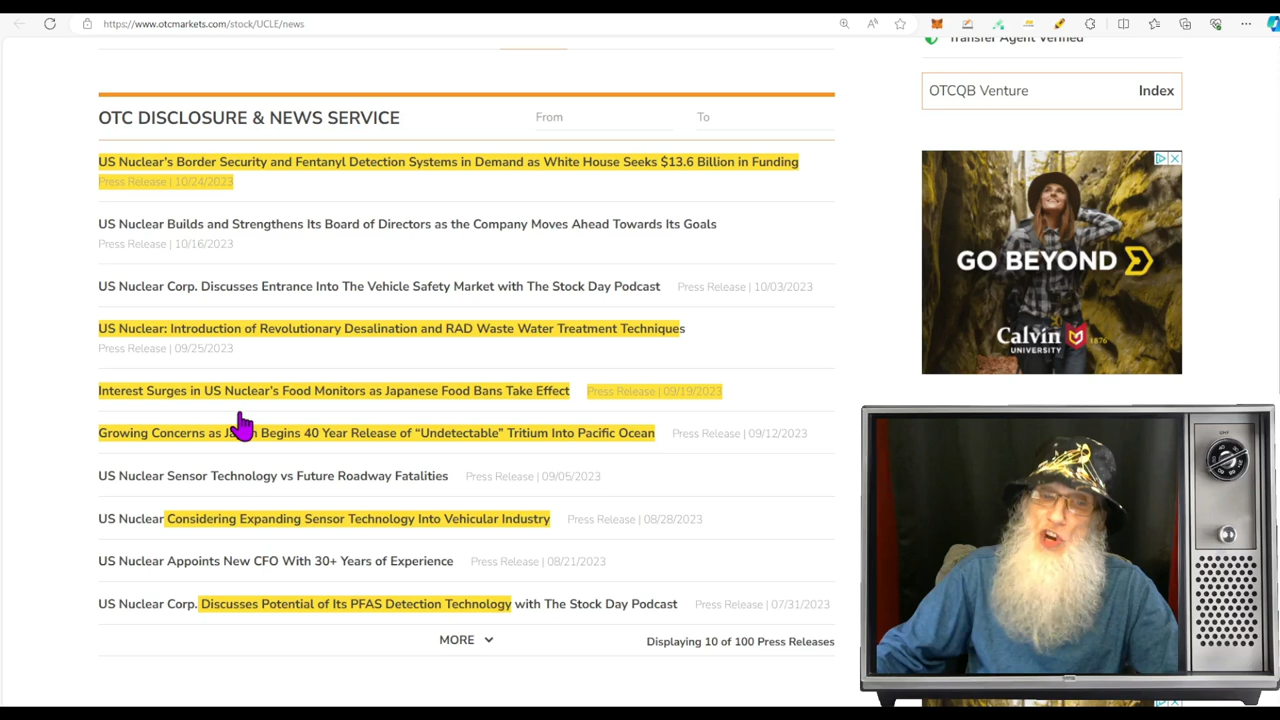 https://www.otcmarkets.com/stock/UCLE/news
Transfer Agent Verified
OTCQB Venture Index
OTC DISCLOSURE & NEWS SERVICE
From To
US Nuclear's Border Security and Fentanyl Detection Systems in Demand as White House Seeks $13.6 Billion in Funding
Press Release | 10/24/2023
US Nuclear Builds and Strengthens Its Board of Directors as the Company Moves Ahead Towards Its Goals
Press Release | 10/16/2023
US Nuclear Corp. Discusses Entrance Into The Vehicle Safety Market with The Stock Day Podcast Press Release | 10/03/2023
US Nuclear: Introduction of Revolutionary Desalination and RAD Waste Water Treatment Techniques
Press Release | 09/25/2023
Interest Surges in US Nuclear's Food Monitors as Japanese Food Bans Take Effect Press Release | 09/19/2023
Growing Concerns as Begins 40 Year Release of "Undetectable" Tritium Into Pacific Ocean Press Release | 09/12/2023
US Nuclear Sensor Technology vs Future Roadway Fatalities Press Release | 09/05/2023
US Nuclear Considering Expanding Sensor Technology Into Vehicular Industry Press Release | 08/28/2023
US Nuclear Appoints New CFO With 30+ Years of Experience Press Release | 08/21/2023
US Nuclear Corp. Discusses Potential of Its PFAS Detection Technology with The Stock Day Podcast Press Release | 07/31/2023
MORE
Displaying 10 of 100 Press Releases
GO BEYOND
Calvin
UNIVERSITY
1876